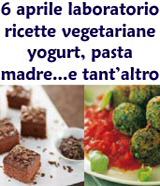 6 aprile laboratorio
ricette vegetariane
yogurt, pasta
madre...e tant'altro